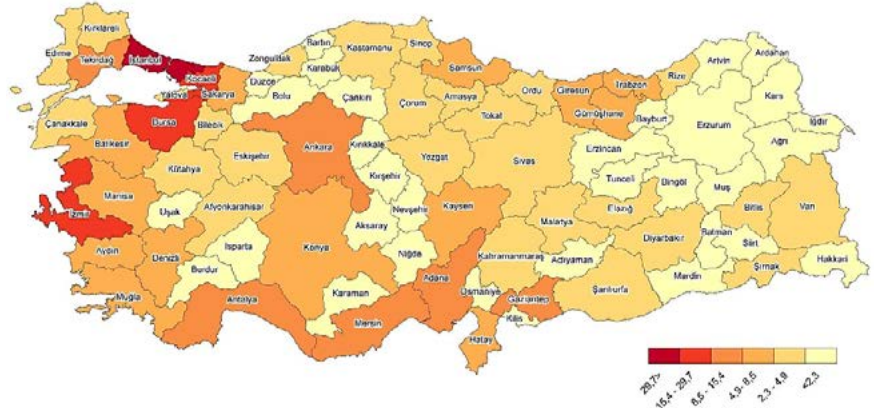 Kırklareli
Edirne
Tekirdağ
İstanbul
Kocaeli
Yalova
Sakarya
Düzce
Zonguldak
Bartın
Karabük
Kastamonu
Sinop
Samsun
Bolu
Çankırı
Çorum
Amasya
Tokat
Ordu
Giresun
Gümüşhane
Trabzon
Rize
Artvin
Ardahan
Kars
Iğdır
Bayburt
Erzurum
Ağrı
Çanakkale
Balıkesir
Bursa
Bilecik
Kütahya
Eskişehir
Ankara
Kırıkkale
Kırşehir
Yozgat
Sivas
Erzincan
Tunceli
Bingöl
Muş
İzmir
Manisa
Uşak
Afyonkarahisar
Konya
Aksaray
Nevşehir
Kayseri
Malatya
Elazığ
Diyarbakır
Batman
Bitlis
Siirt
Van
Aydın
Denizli
Isparta
Burdur
Muğla
Antalya
Karaman
Mersin
Niğde
Adana
Kahramanmaraş
Osmaniye
Gaziantep
Kilis
Hatay
Adıyaman
Şanlıurfa
Mardin
Şırnak
Hakkari
29,7>
15,4 - 29,7
8,5 - 15,4
4,9- 8,5
2,3 - 4,9
<2,3